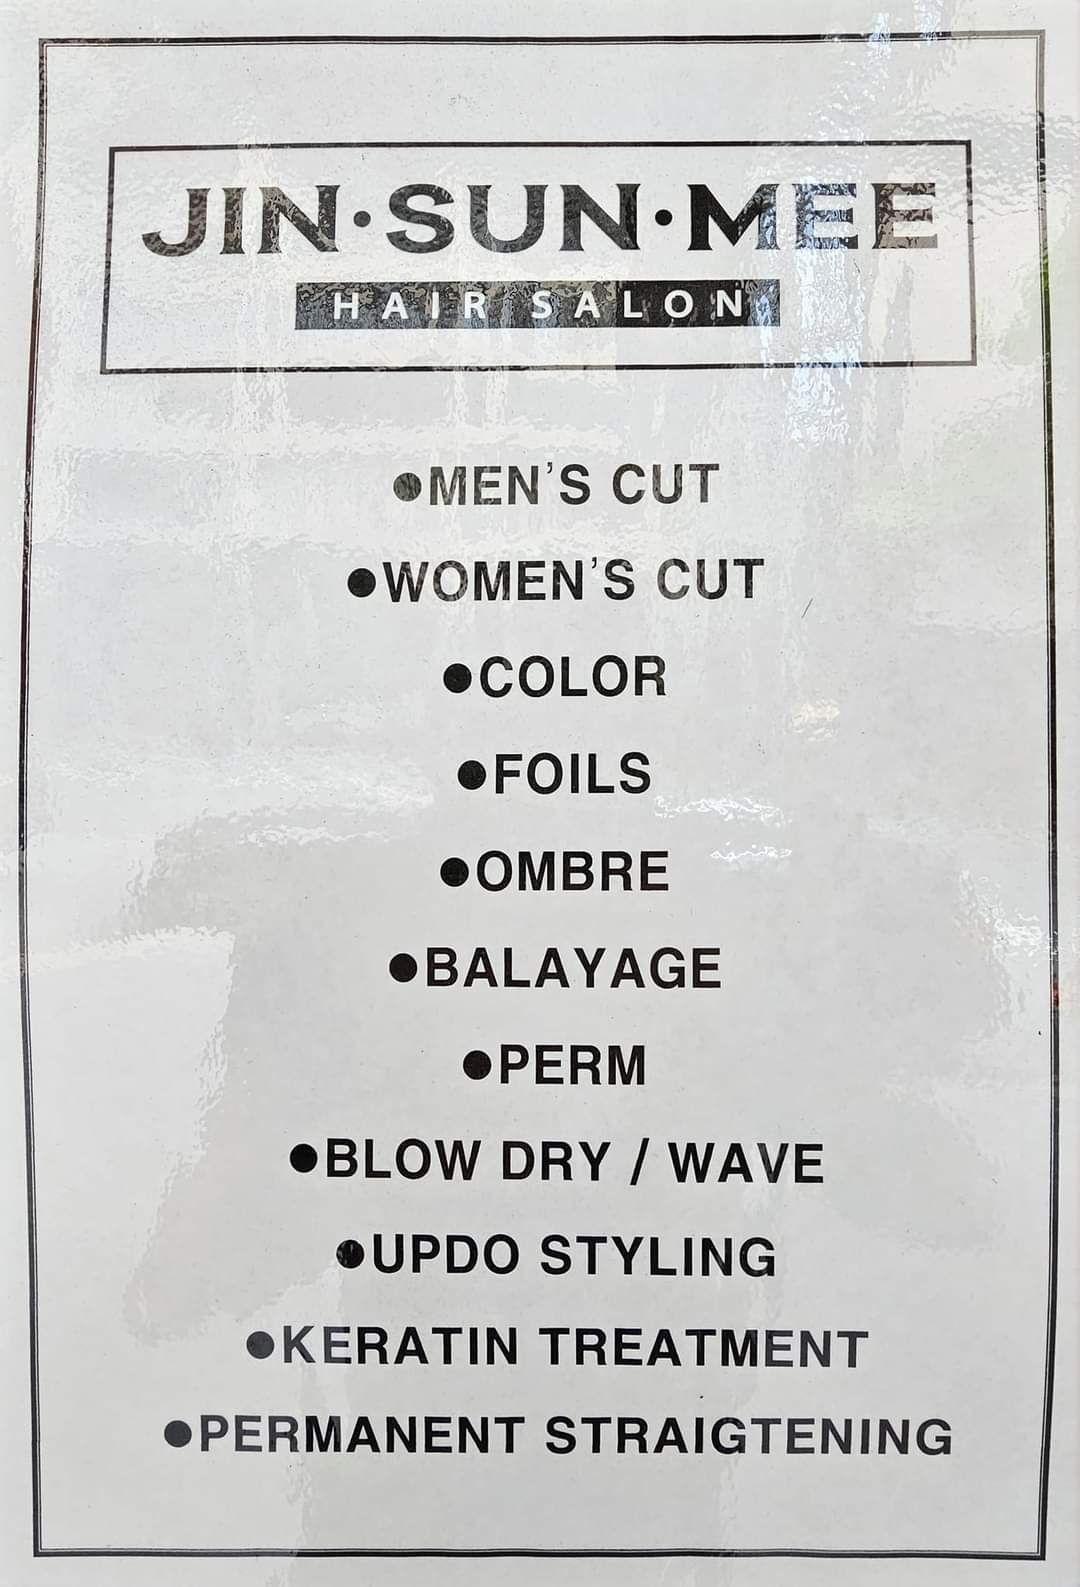 JIN·SUN·MEE
HAIR SALON
●MEN'S CUT
●WOMEN'S CUT
●COLOR
●FOILS
●OMBRE
●BALAYAGE
●PERM
●BLOW DRY / WAVE
●UPDO STYLING
●KERATIN TREATMENT
●PERMANENT STRAIGTENING